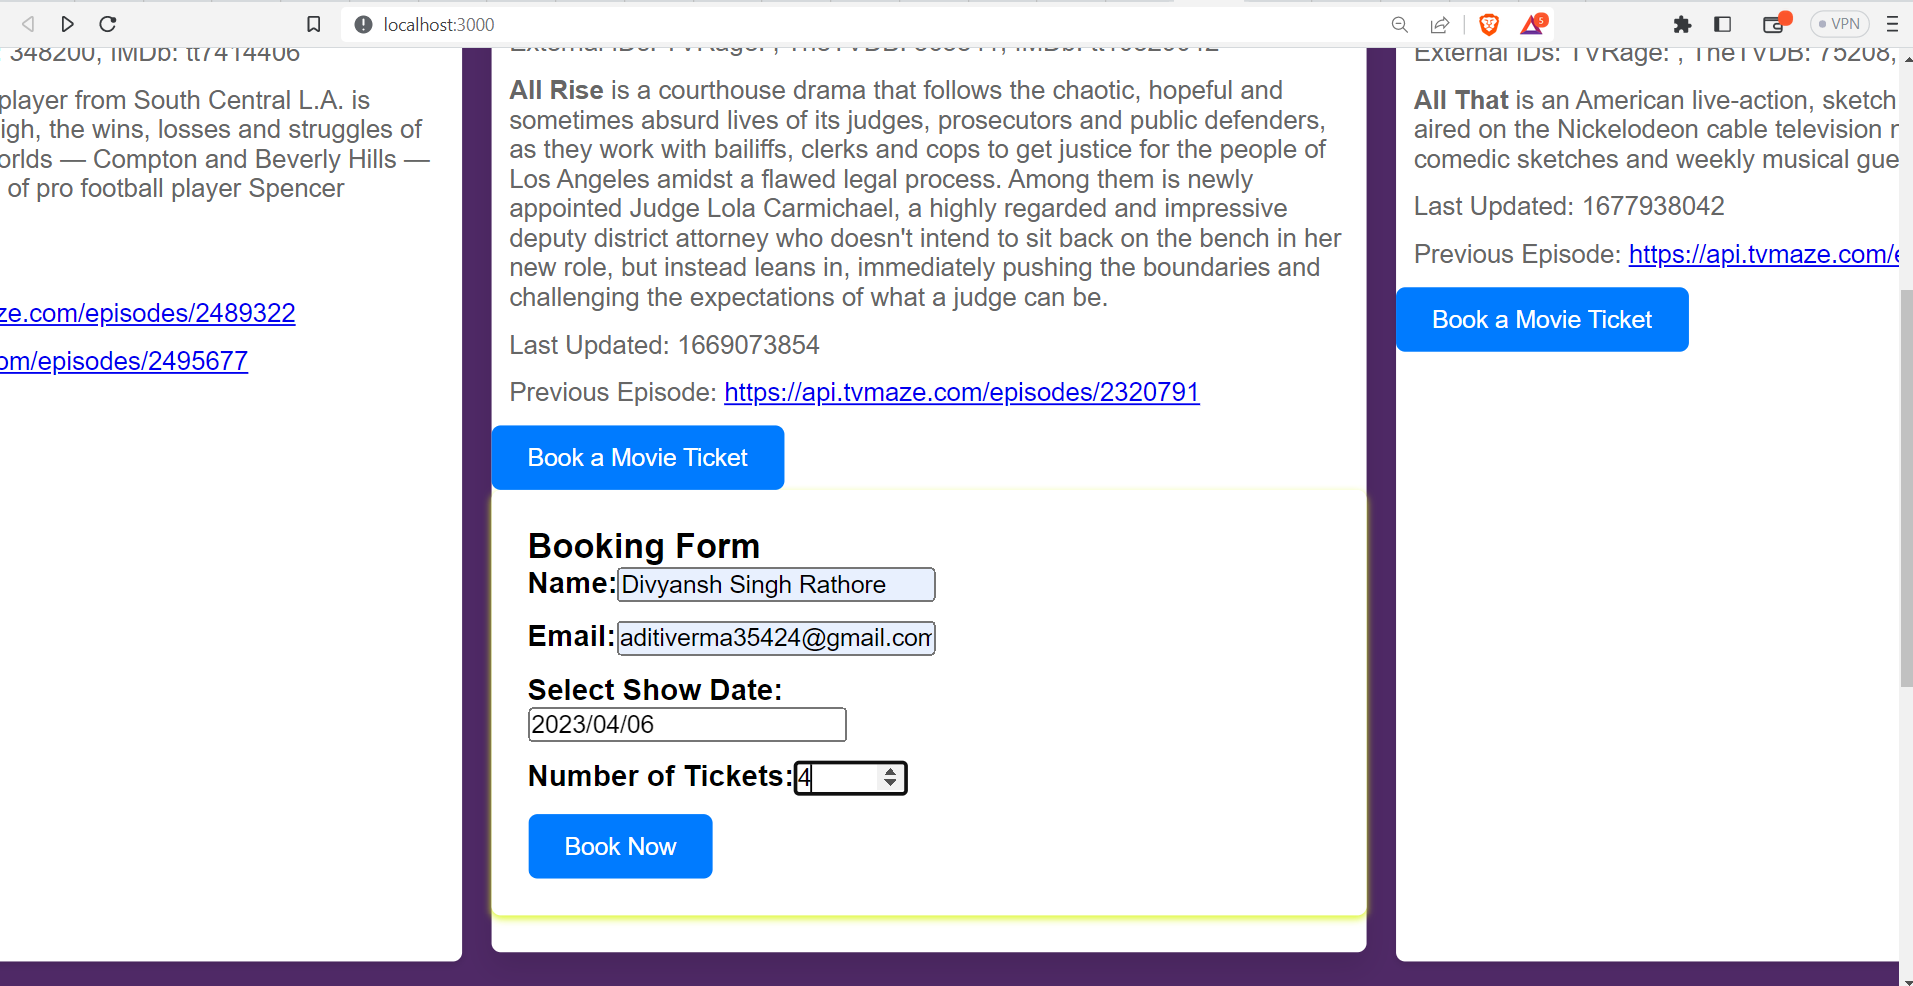 localhost:3000
5
VPN
348200, IMDb: tt7414406
player from South Central L.A. is
igh, the wins, losses and struggles of
orlds — Compton and Beverly Hills —
of pro football player Spencer
ze.com/episodes/2489322
om/episodes/2495677
All Rise is a courthouse drama that follows the chaotic, hopeful and
sometimes absurd lives of its judges, prosecutors and public defenders,
as they work with bailiffs, clerks and cops to get justice for the people of
Los Angeles amidst a flawed legal process. Among them is newly
appointed Judge Lola Carmichael, a highly regarded and impressive
deputy district attorney who doesn't intend to sit back on the bench in her
new role, but instead leans in, immediately pushing the boundaries and
challenging the expectations of what a judge can be.
Last Updated: 1669073854
Previous Episode: https://api.tvmaze.com/episodes/2320791
Book a Movie Ticket
Booking Form
Name: Divyansh Singh Rathore
Email: aditiverma35424@gmail.com
Select Show Date:
2023/04/06
Number of Tickets: 4
Book Now
External IDs: TVRage: , TheTVDB: 75208,
All That is an American live-action, sketch
aired on the Nickelodeon cable television r
comedic sketches and weekly musical gue
Last Updated: 1677938042
Previous Episode: https://api.tvmaze.com/e
Book a Movie Ticket